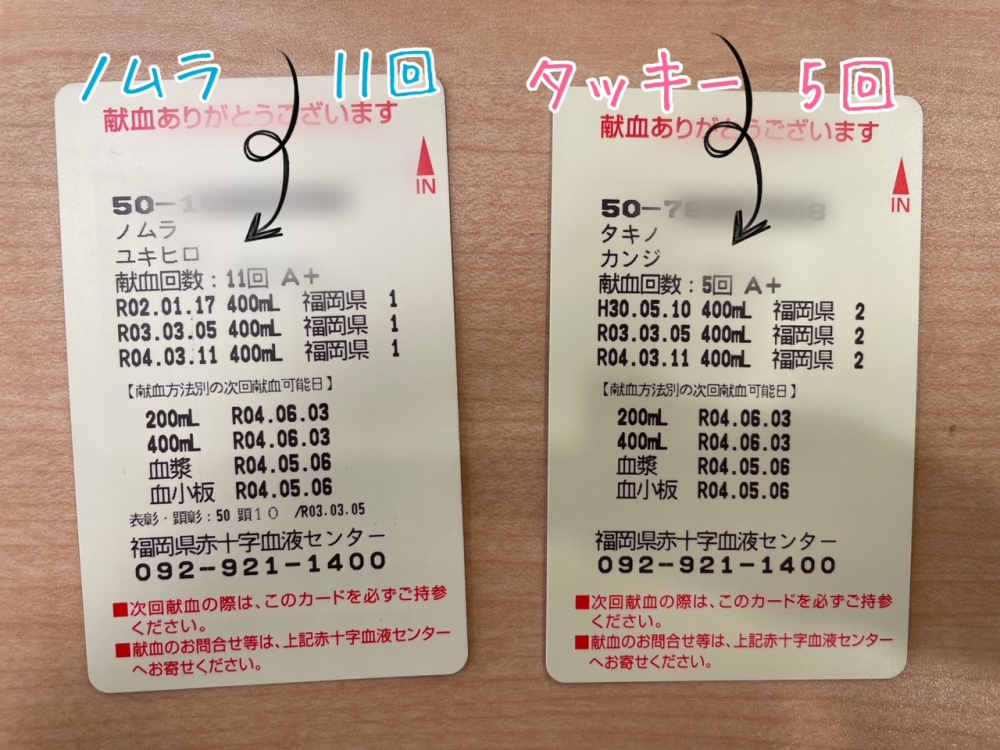 ノムラ 11回
献血ありがとうございます
IN
50-1
ノムラ
ユキヒロ
献血回数:11回 A+
R02.01.17 400mL 福岡県 1
R03.03.05 400mL 福岡県 1
R04.03.11 400mL 福岡県 1
【献血方法別の次回献血可能日】
200mL R04.06.03
400mL R04.06.03
血漿 R04.05.06
血小板 R04.05.06
表彰・顕彰:50 顕10 /R03.03.05
福岡県赤十字血液センター
092-921-1400
■次回献血の際は、このカードを必ずご持参
ください。
■献血のお問合せ等は、上記赤十字血液センター
へお寄せください。
タッキー 5回
献血ありがとうございます
IN
50-78
タキノ
カンジ
献血回数:5回 A+
H30.05.10 400mL 福岡県 2
R03.03.05 400mL 福岡県 2
R04.03.11 400mL 福岡県 2
【献血方法別の次回献血可能日】
200mL R04.06.03
400mL R04.06.03
血漿 R04.05.06
血小板 R04.05.06
福岡県赤十字血液センター
092-921-1400
■次回献血の際は、このカードを必ずご持参
ください。
■献血のお問合せ等は、上記赤十字血液センター
へお寄せください。